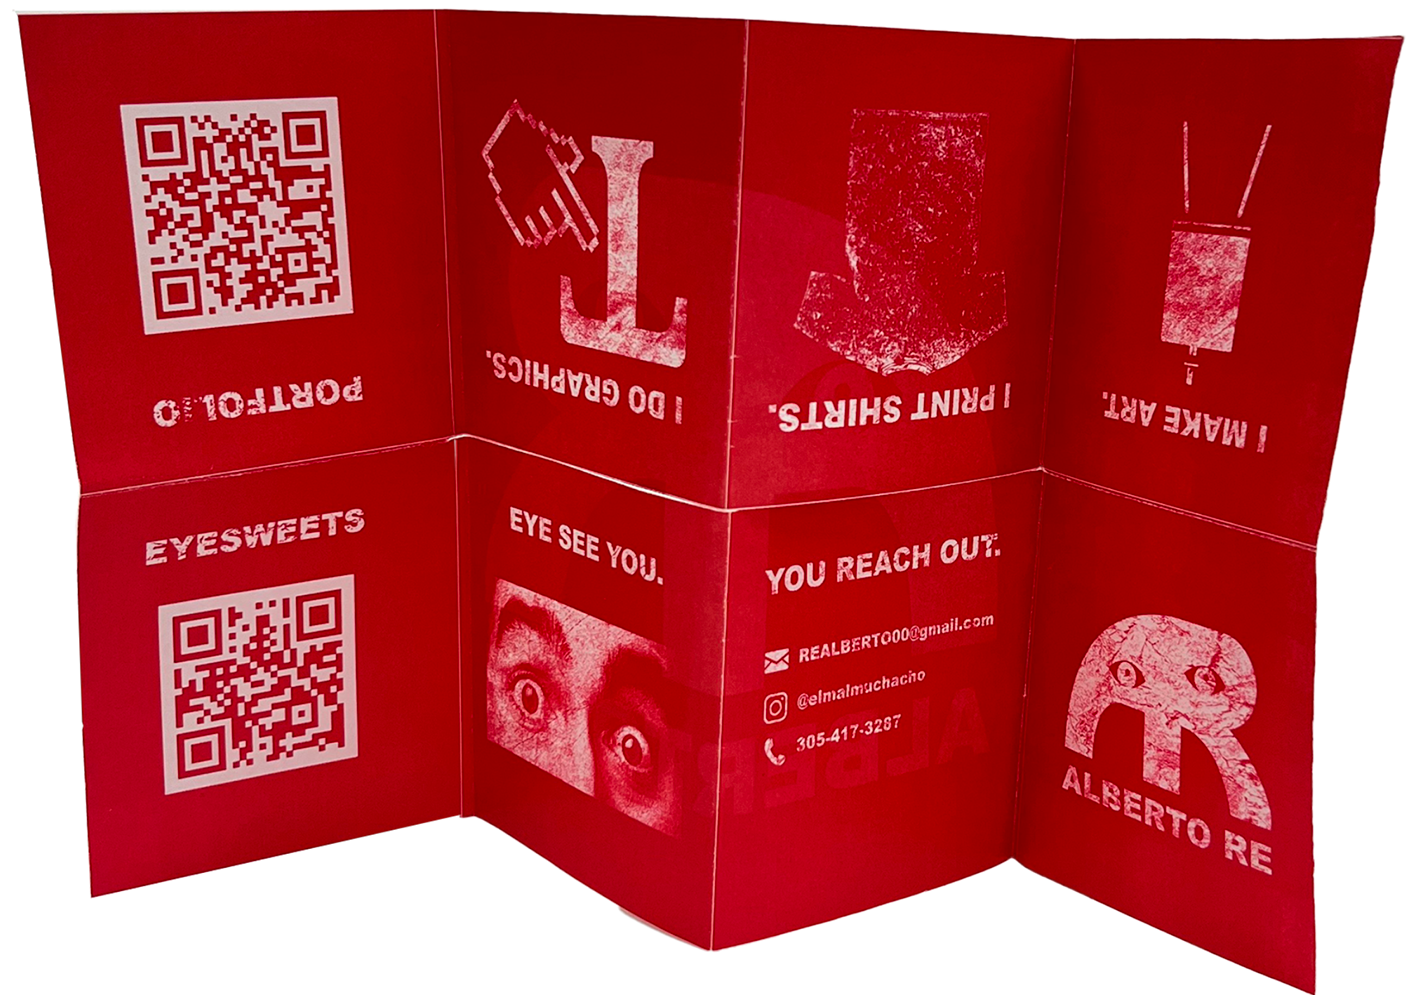 PORTFOLIO
I DO GRAPHICS.
I PRINT SHIRTS.
I MAKE ART.
EYESWEETS
EYE SEE YOU.
YOU REACH OUT.
REALBERTO00@gmail.com
@elmalmuchacho
305-417-3287
R
ALBERTO RE
T